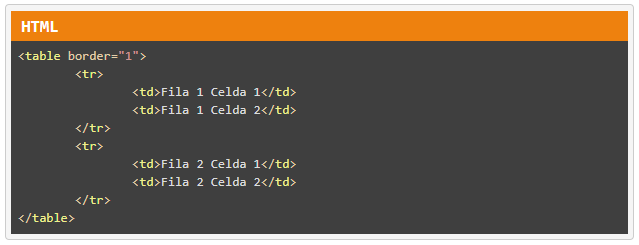 HTML
<table border="1">
<tr>
<td>Fila 1 Celda 1</td>
<td>Fila 1 Celda 2</td>
</tr>
<tr>
<td>Fila 2 Celda 1</td>
<td>Fila 2 Celda 2</td>
</tr>
</table>